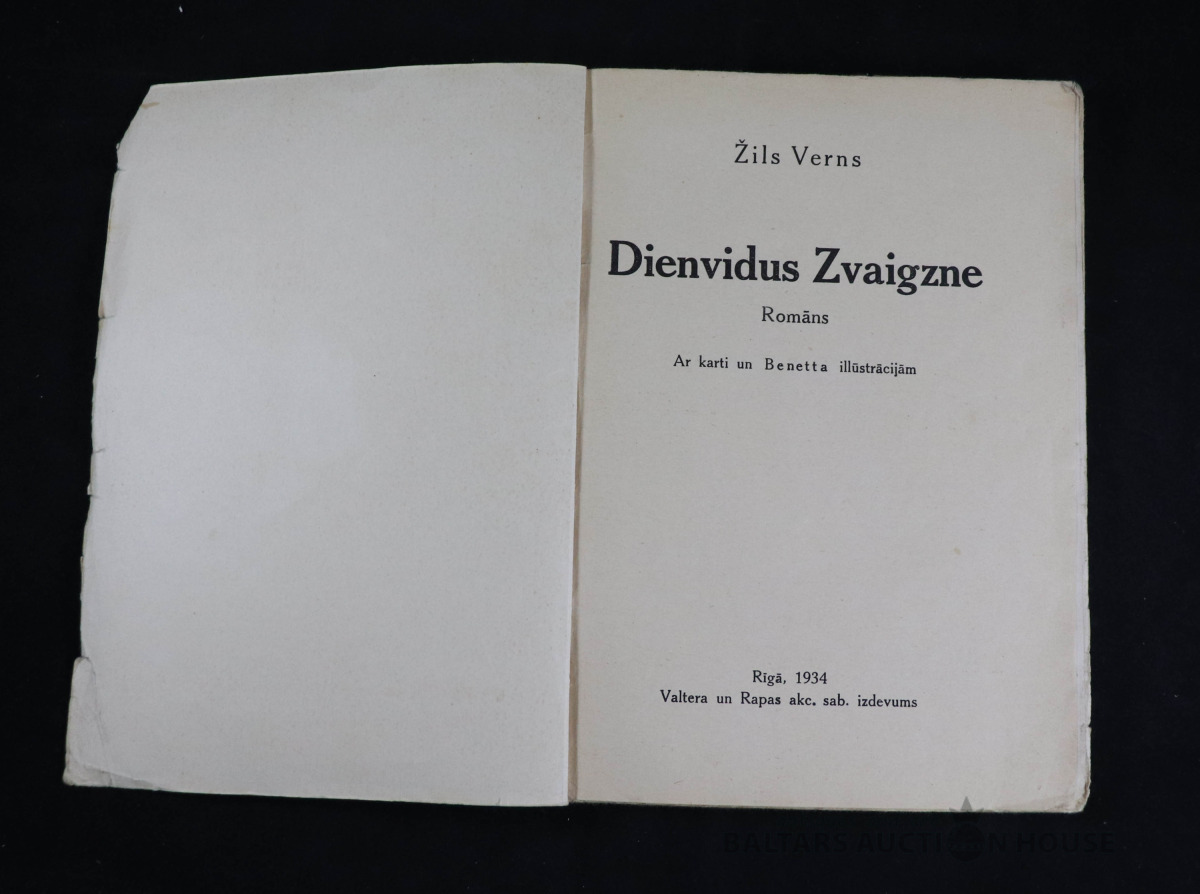 Žils Verns
Dienvidus Zvaigzne
Romāns
Ar karti un Benetta illūstrācijām
Rīgā, 1934
Valtera un Rapas akc. sab. izdevums
BALTARS AUCTION HOUSE